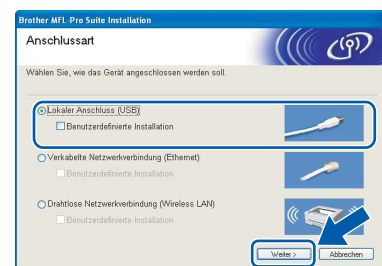 Brother MFL-Pro Suite Installation
Anschlussart
Wählen Sie, wie das Gerät angeschlossen werden soll.
Lokaler Anschluss (USB)
Benutzerdefinierte Installation
Verkabelte Netzwerkverbindung (Ethernet)
Benutzerdefinierte Installation
Drahtlose Netzwerkverbindung (Wireless LAN)
Benutzerdefinierte Installation
Weiter > Abbrechen